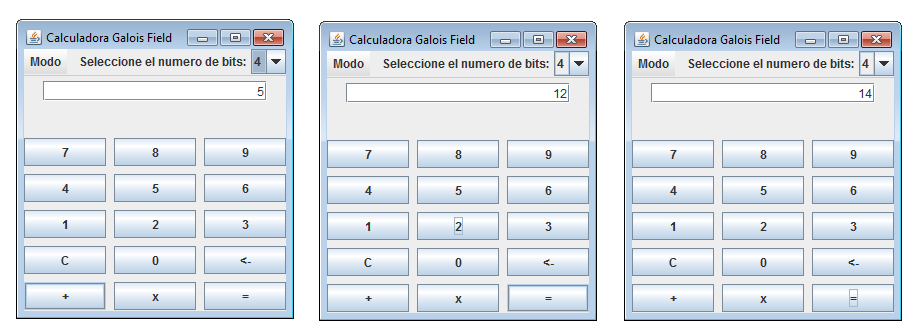 Calculadora Galois Field
Modo Seleccione el numero de bits: 4
5
7 8 9
4 5 6
1 2 3
C 0 <-
+ x =
Calculadora Galois Field
Modo Seleccione el numero de bits: 4
12
7 8 9
4 5 6
1 2 3
C 0 <-
+ x =
Calculadora Galois Field
Modo Seleccione el numero de bits: 4
14
7 8 9
4 5 6
1 2 3
C 0 <-
+ x =